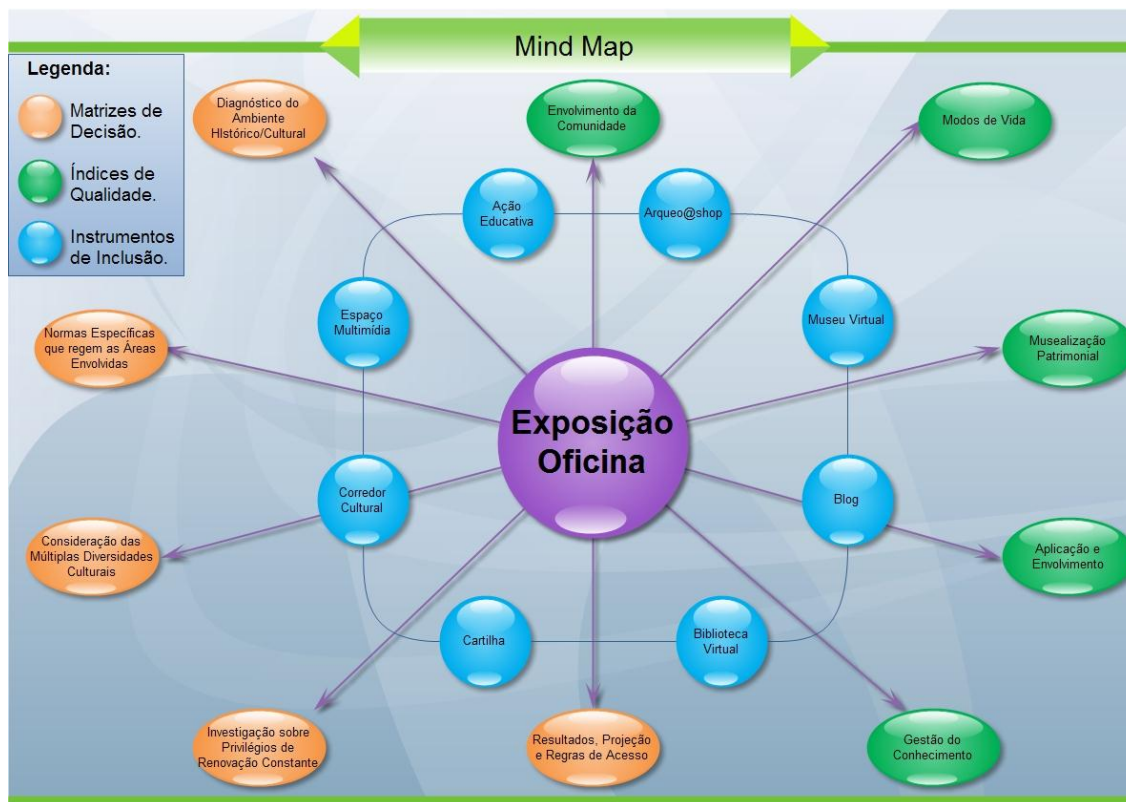 Mind Map
Legenda:
Matrizes de
Decisão.
Índices de
Qualidade.
Instrumentos
de Inclusão.
Diagnóstico do
Ambiente
HIstórico/Cultural
Envolvimento da
Comunidade
Modos de Vida
Ação
Educativa
Arqueo@shop
Espaço
Multimídia
Museu Virtual
Normas Específicas
que regem as Áreas
Envolvidas
Musealização
Patrimonial
Exposição
Oficina
Corredor
Cultural
Blog
Consideração das
Múltiplas Diversidades
Culturais
Aplicação e
Envolvimento
Cartilha
Biblioteca
Virtual
Investigação sobre
Privilégios de
Renovação Constante
Resultados, Projeção
e Regras de Acesso
Gestão do
Conhecimento